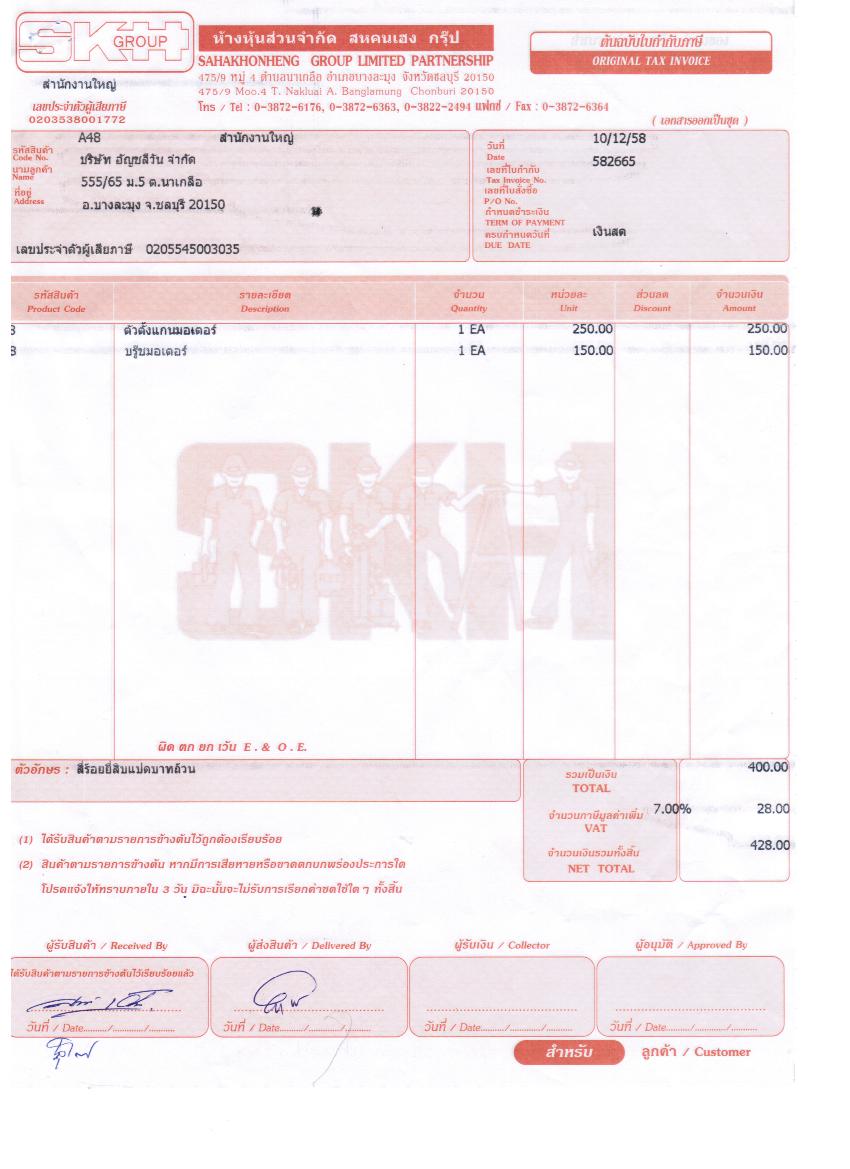 SKH GROUP
ห้างหุ้นส่วนจำกัด สหคนเฮง กรุ๊ป
SAHAKHONHENG GROUP LIMITED PARTNERSHIP
475/9 หมู่ 4 ตำบลนาเกลือ อำเภอบางละมุง จังหวัดชลบุรี 20150
475/9 Moo.4 T. Naklual A. Banglamung Chonburi 20150
โทร / Tel : 0-3872-6176, 0-3872-6363, 0-3822-2494 แฟกซ์ / Fax : 0-3872-6364
ต้นฉบับใบกำกับภาษี
ORIGINAL TAX INVOICE
สำนักงานใหญ่
เลขประจำตัวผู้เสียภาษี
0203538001772
( เอกสารออกเป็นชุด )
รหัสสินค้า A48 สำนักงานใหญ่
Code No.
นามลูกค้า บริษัท อัญชลีวัน จำกัด
Name
555/65 ม.5 ต.นาเกลือ
ที่อยู่
Address อ.บางละมุง จ.ชลบุรี 20150
เลขประจำตัวผู้เสียภาษี 0205545003035
วันที่ 10/12/58
Date
เลขที่ใบกำกับ 582665
Tax Invoice No.
เลขที่ใบสั่งซื้อ
P/O No.
กำหนดชำระเงิน
TERM OF PAYMENT
ครบกำหนดวันที่ เงินสด
DUE DATE
รหัสสินค้า รายละเอียด จำนวน หน่วยละ ส่วนลด จำนวนเงิน
Product Code Description Quantity Unit Discount Amount
3 ตัวตั้งแกนมอเตอร์ 1 EA 250.00 250.00
3 บรู๊ชมอเตอร์ 1 EA 150.00 150.00
SKH
ผิด ตก ยก เว้น E. & O.E.
ตัวอักษร : สี่ร้อยยี่สิบแปดบาทถ้วน
รวมเป็นเงิน 400.00
TOTAL
จำนวนภาษีมูลค่าเพิ่ม 7.00% 28.00
VAT
จำนวนเงินรวมทั้งสิ้น 428.00
NET TOTAL
(1) ได้รับสินค้าตามรายการข้างต้นไว้ถูกต้องเรียบร้อย
(2) สินค้าตามรายการข้างต้น หากมีการเสียหายหรือขาดตกบกพร่องประการใด
โปรดแจ้งให้ทราบภายใน 3 วัน มิฉะนั้นจะไม่รับการเรียกค่าชดใช้ใด ๆ ทั้งสิ้น
ผู้รับสินค้า / Received By ผู้ส่งสินค้า / Delivered By ผู้รับเงิน / Collector ผู้อนุมัติ / Approved By
ได้รับสินค้าตามรายการข้างต้นไว้เรียบร้อยแล้ว
วันที่ / Date........../........../.......... วันที่ / Date........../........../.......... วันที่ / Date........../........../.......... วันที่ / Date........../........../..........
สำหรับ ลูกค้า / Customer